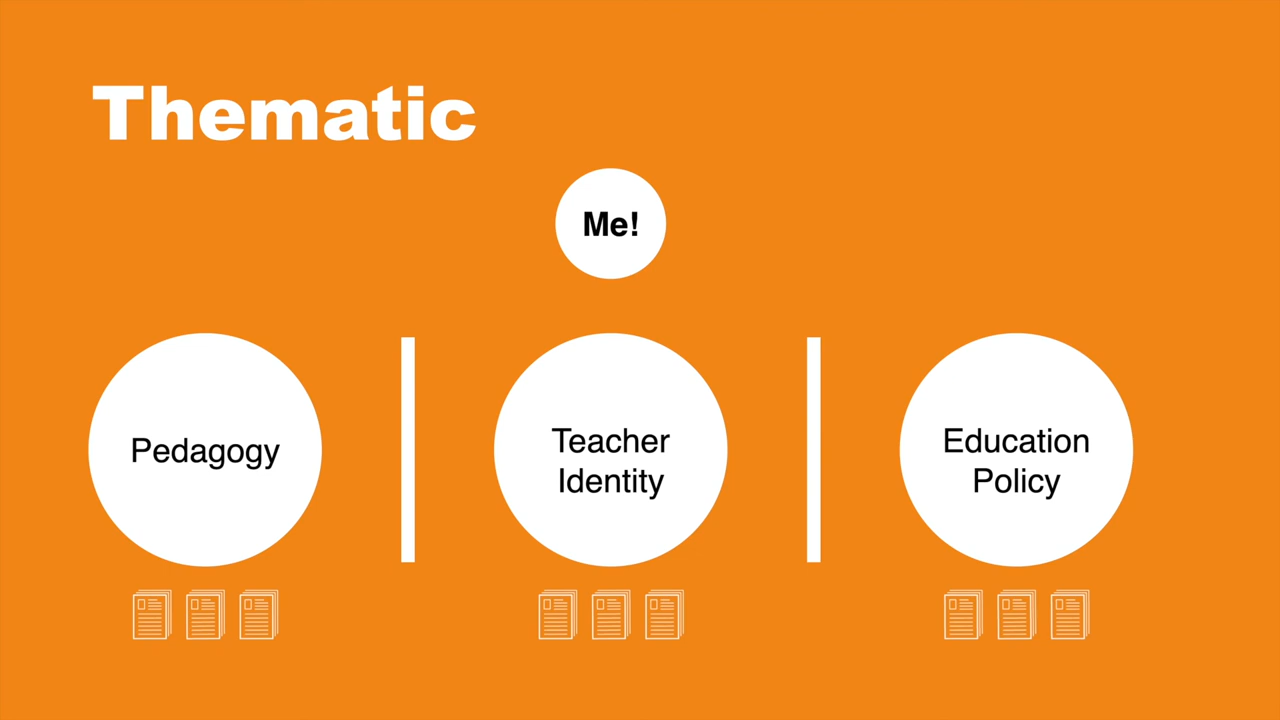 Thematic
Me!
Pedagogy
Teacher
Identity
Education
Policy